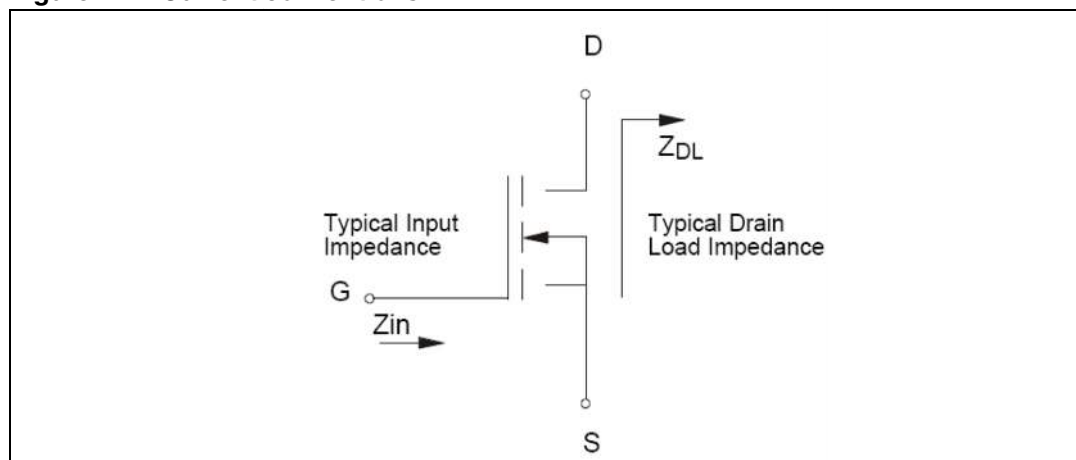 D
ZDL
Typical Input
Impedance
Typical Drain
Load Impedance
G
Zin
S